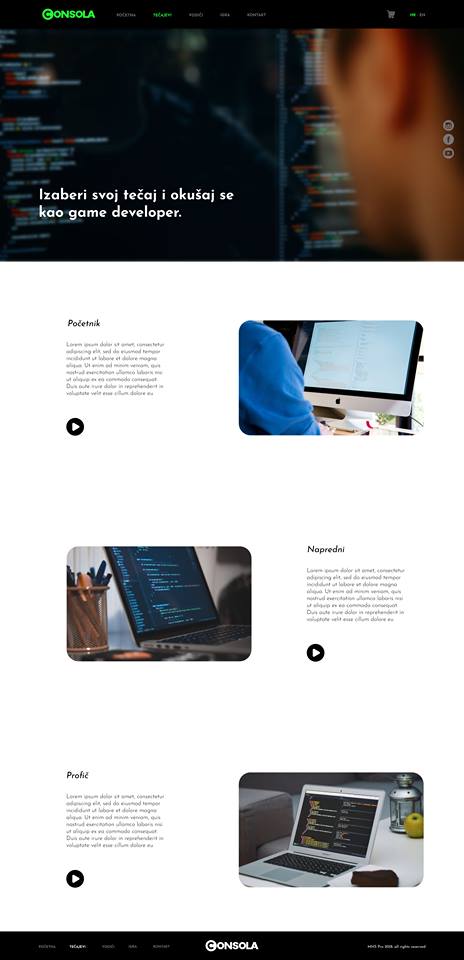 CONSOLA
POČETNA TEČAJEVI VODIČI IGRA KONTAKT
HR - EN
Izaberi svoj tečaj i okušaj se
kao game developer.
Početnik
Lorem ipsum dolor sit amet, consectetur
adipiscing elit, sed do eiusmod tempor
incididunt ut labore et dolore magna
aliqua. Ut enim ad minim veniam, quis
nostrud exercitation ullamco laboris nisi
ut aliquip ex ea commodo consequat.
Duis aute irure dolor in reprehenderit in
voluptate velit esse cillum dolore eu
Napredni
Lorem ipsum dolor sit amet, consectetur
adipiscing elit, sed do eiusmod tempor
incididunt ut labore et dolore magna
aliqua. Ut enim ad minim veniam, quis
nostrud exercitation ullamco laboris nisi
ut aliquip ex ea commodo consequat.
Duis aute irure dolor in reprehenderit in
voluptate velit esse cillum dolore eu
Profić
Lorem ipsum dolor sit amet, consectetur
adipiscing elit, sed do eiusmod tempor
incididunt ut labore et dolore magna
aliqua. Ut enim ad minim veniam, quis
nostrud exercitation ullamco laboris nisi
ut aliquip ex ea commodo consequat.
Duis aute irure dolor in reprehenderit in
voluptate velit esse cillum dolore eu
POČETNA TEČAJEVI VODIČI IGRA KONTAKT
CONSOLA
all rights reserved